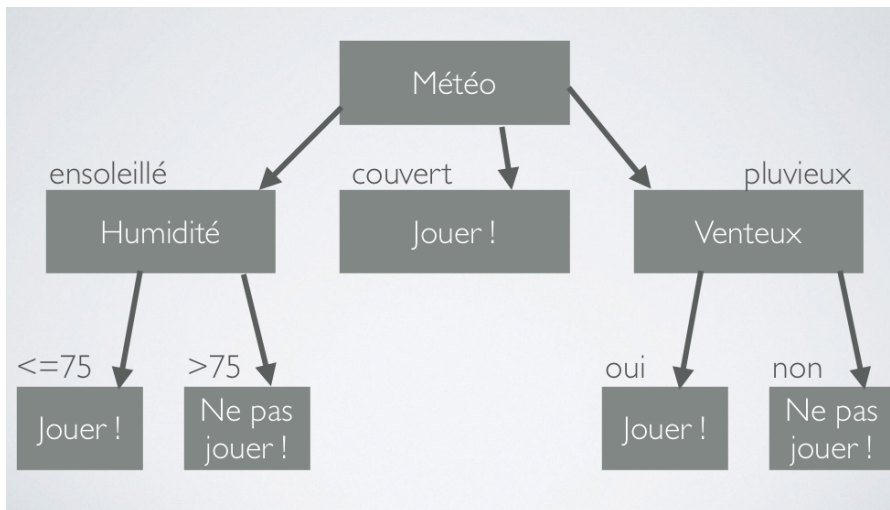 Météo
ensoleillé
couvert
pluvieux
Humidité
Jouer !
Venteux
<=75
>75
oui
non
Jouer !
Ne pas
jouer !
Jouer !
Ne pas
jouer !